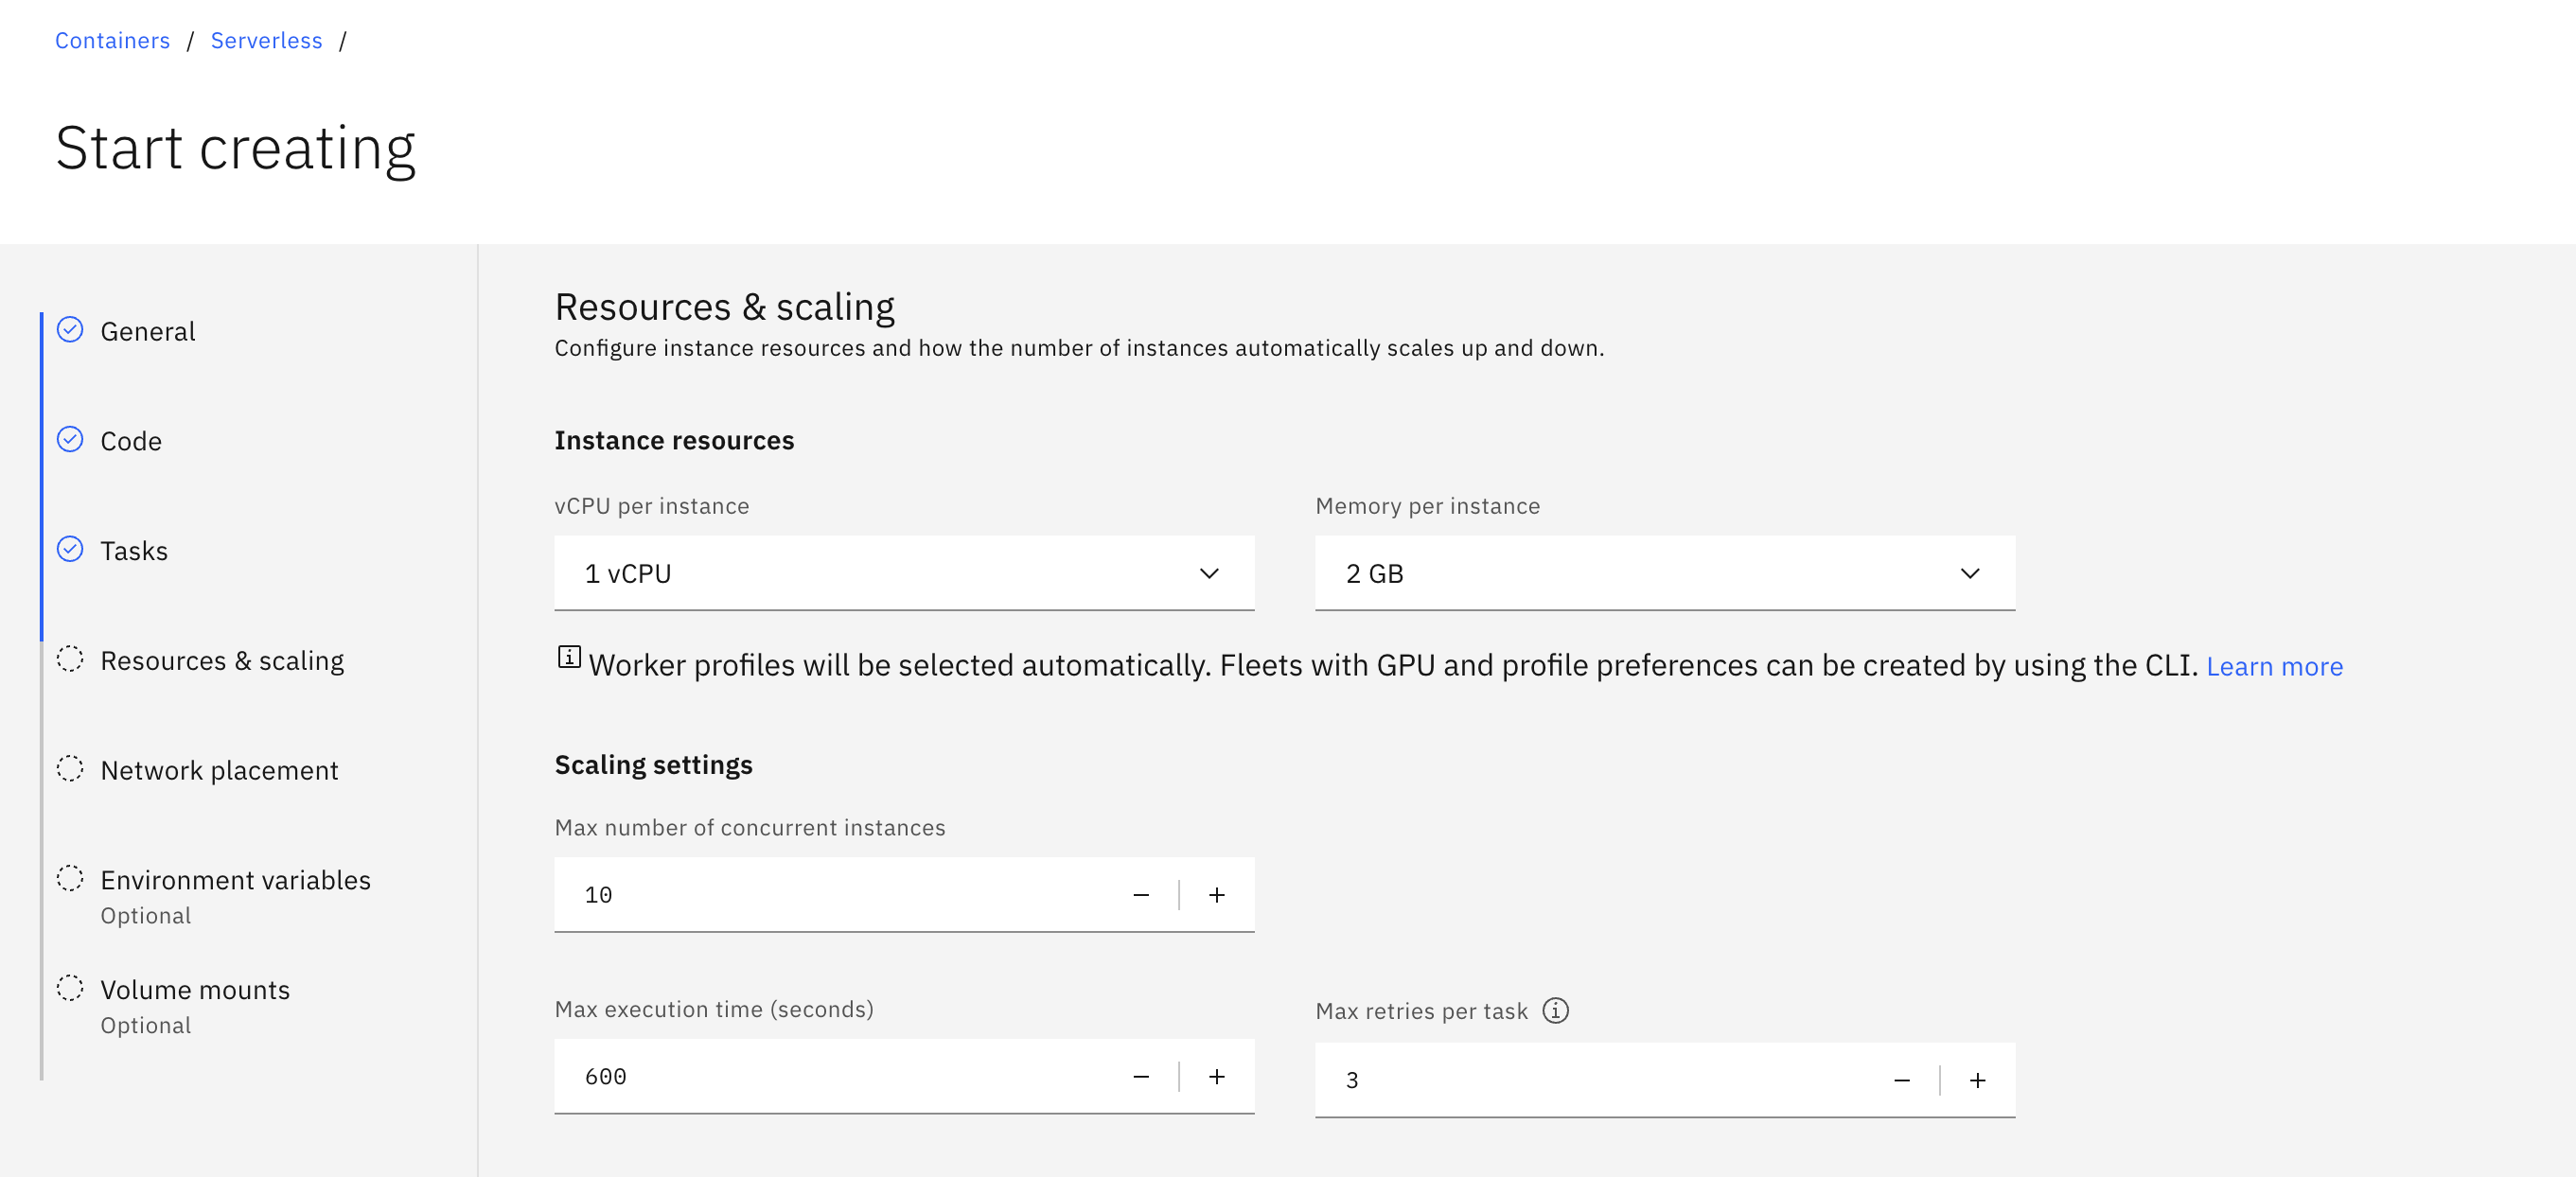 Containers / Serverless /
Start creating
General
Code
Tasks
Resources & scaling
Network placement
Environment variables
Optional
Volume mounts
Optional
Resources & scaling
Configure instance resources and how the number of instances automatically scales up and down.
Instance resources
vCPU per instance
1 vCPU
Memory per instance
2 GB
Worker profiles will be selected automatically. Fleets with GPU and profile preferences can be created by using the CLI. Learn more
Scaling settings
Max number of concurrent instances
10
Max execution time (seconds)
600
Max retries per task
3